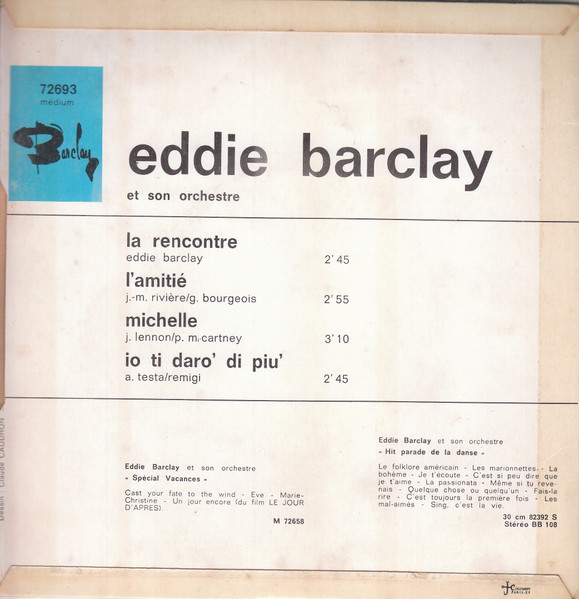 72693
médium
Barclay
eddie barclay
et son orchestre
la rencontre
eddie barclay 2'45
l'amitié
j.-m. rivière/g. bourgeois 2'55
michelle
j. lennon/p. m.cartney 3'10
io ti daro' di piu'
a. testa/remigi 2'45
Eddie Barclay et son orchestre
- Spécial Vacances -
Cast your fate to the wind - Eve - Marie-
Christine - Un jour encore (du film LE JOUR
D'APRES).
M 72658
Eddie Barclay et son orchestre
- Hit parade de la danse -
Le folklore américain - Les marionnettes - La
bohème - Je t'écoute - C'est si peu dire que
je t'aime - La passionata - Même si tu reve-
nais - Quelque chose ou quelqu'un - Fais-la
rire - C'est toujours la première fois - Les
mal-aimés - Sing, c'est la vie.
30 cm 82392 S
Stéréo BB 108
Dessin : Claude CAUDRON